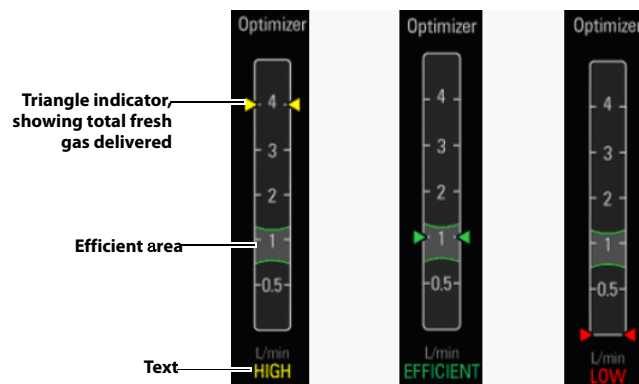 Optimizer
Triangle indicator,
showing total fresh
gas delivered
4
3
2
Efficient area
1
0.5
L/min
Text
HIGH
Optimizer
4
3
2
1
0.5
L/min
EFFICIENT
Optimizer
4
3
2
1
0.5
L/min
LOW